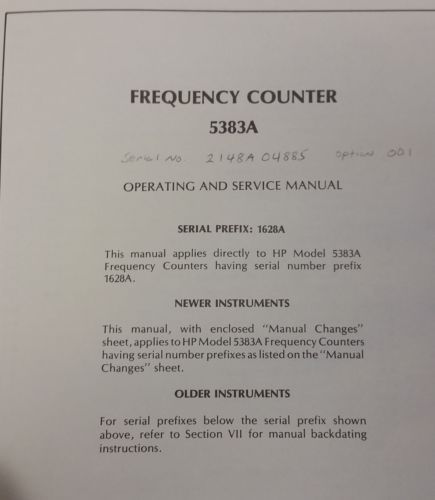 FREQUENCY COUNTER
5383A
Serial No. 2148A 04885 option 001
OPERATING AND SERVICE MANUAL
SERIAL PREFIX: 1628A
This manual applies directly to HP Model 5383A
Frequency Counters having serial number prefix
1628A.
NEWER INSTRUMENTS
This manual, with enclosed "Manual Changes"
sheet, applies to HP Model 5383A Frequency Counters
having serial number prefixes as listed on the "Manual
Changes" sheet.
OLDER INSTRUMENTS
For serial prefixes below the serial prefix shown
above, refer to Section VII for manual backdating
instructions.